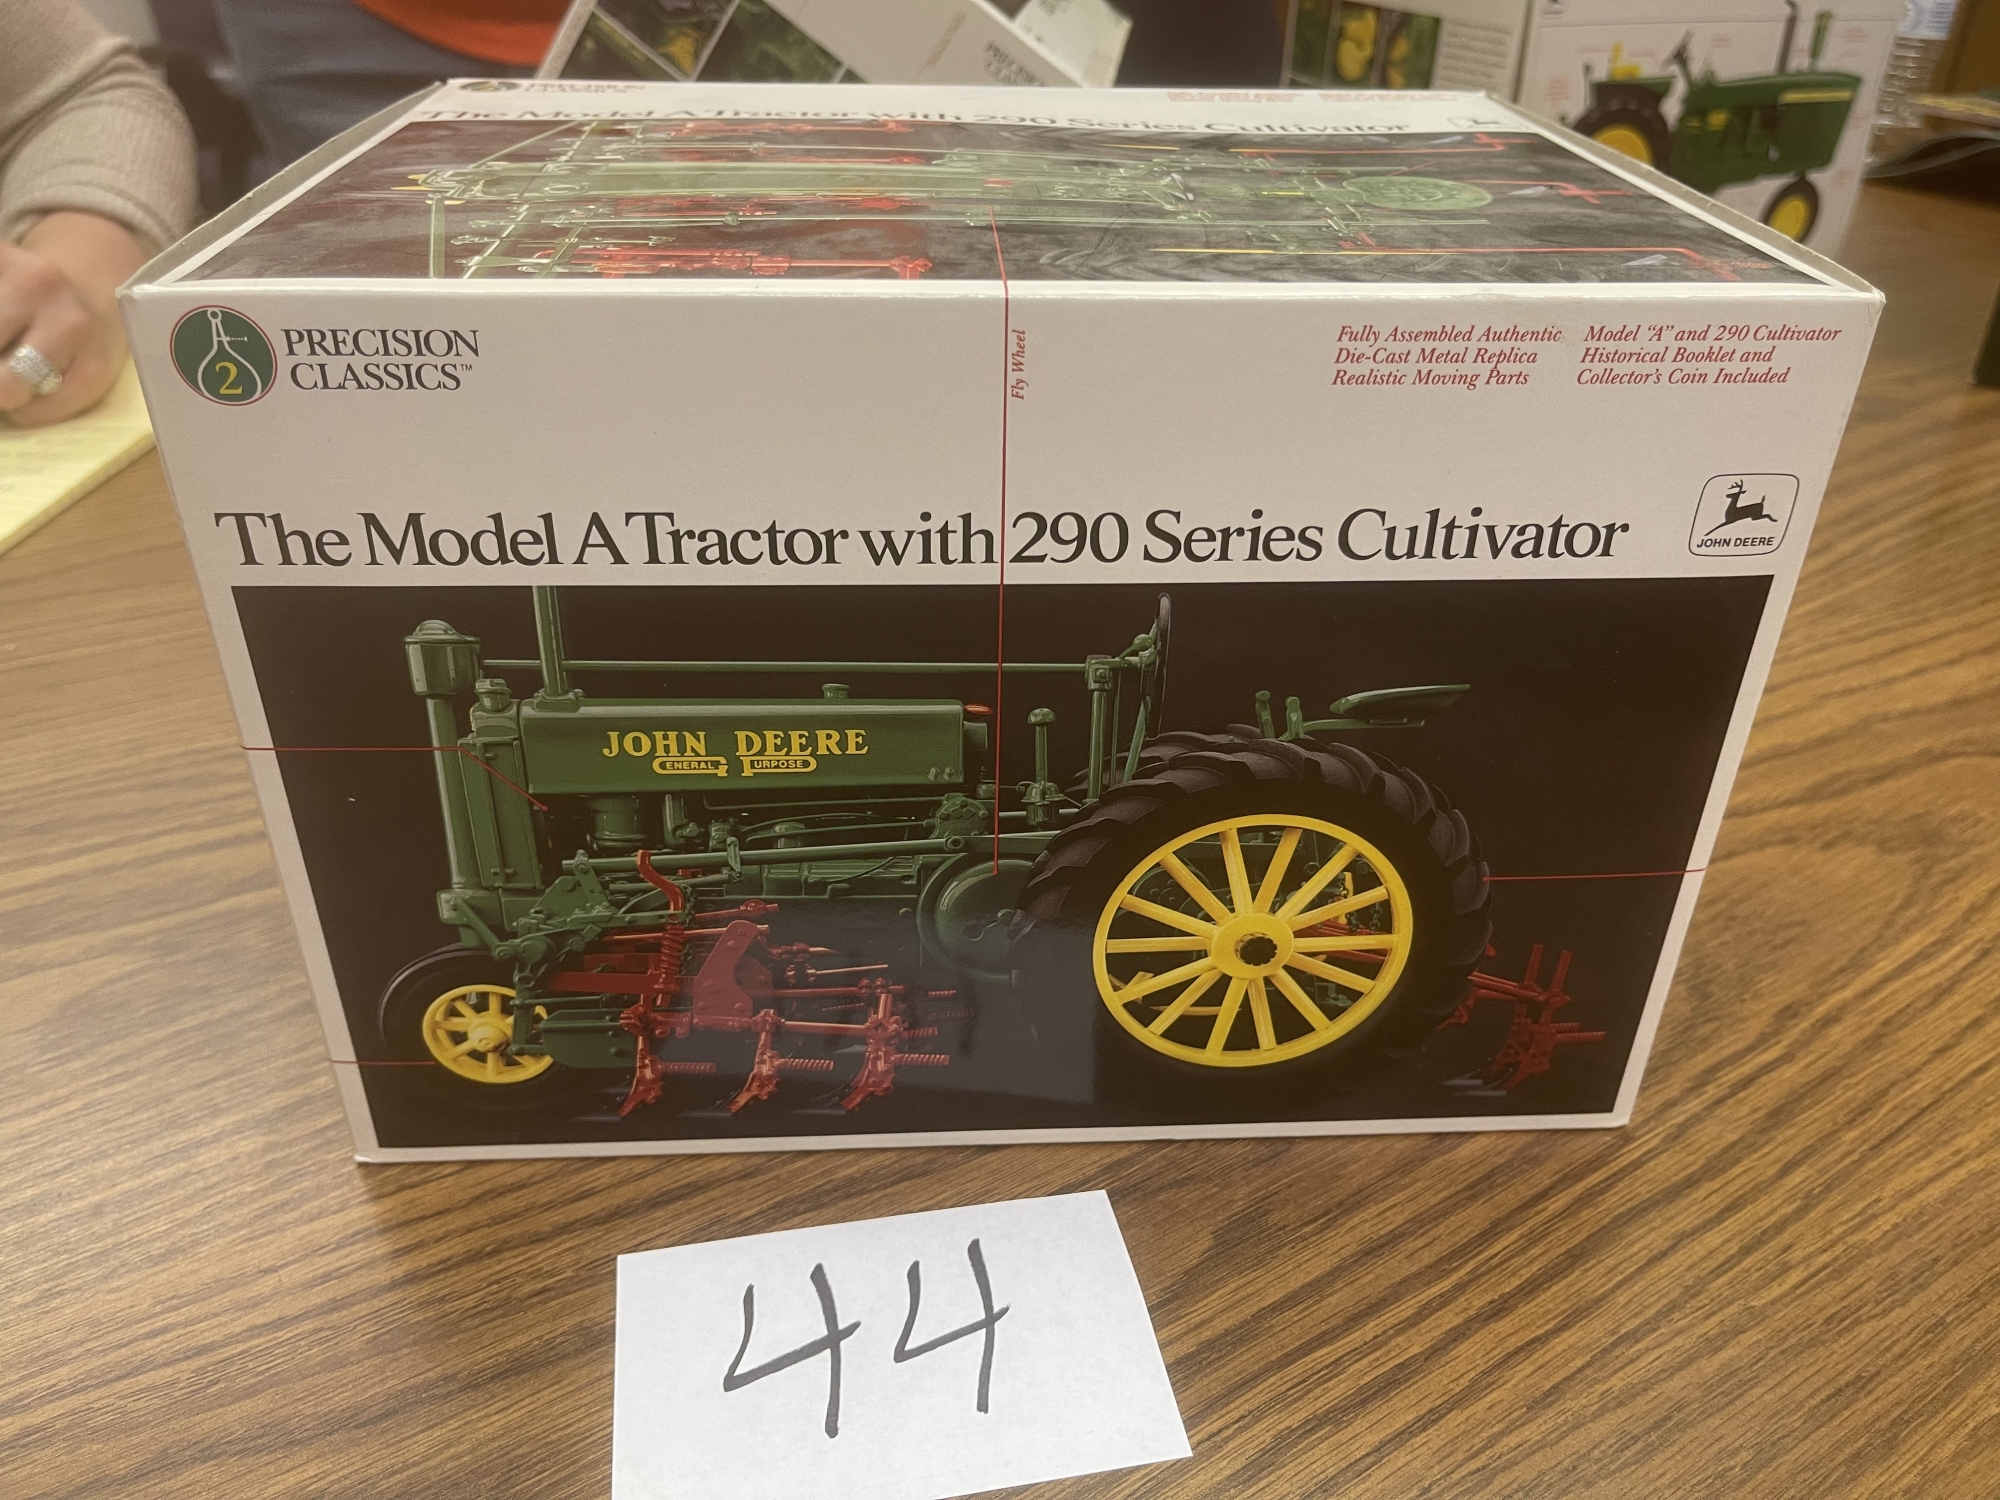 PRECISION
CLASSICS
The Model A Tractor with 290 Series Cultivator
PRECISION
CLASSICS™
2
Fly Wheel
Fully Assembled Authentic
Die-Cast Metal Replica
Realistic Moving Parts
Model "A" and 290 Cultivator
Historical Booklet and
Collector's Coin Included
The Model A Tractor with 290 Series Cultivator
JOHN DEERE
JOHN DEERE
GENERAL PURPOSE
44